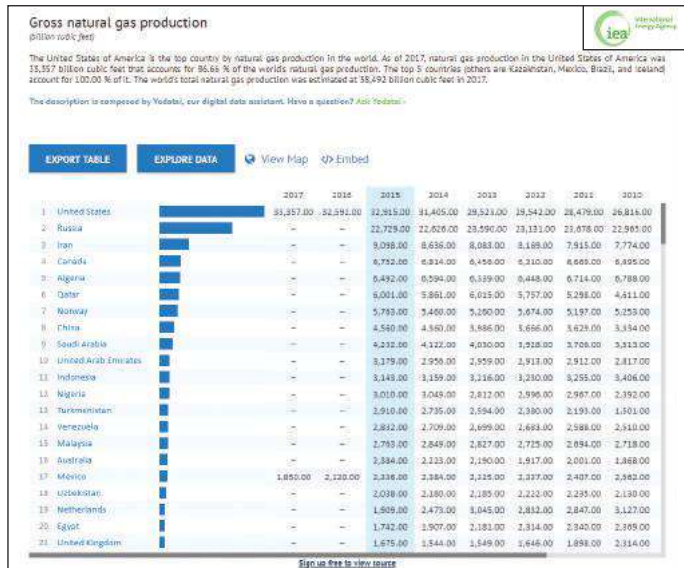 Gross natural gas production
(billion cubic feet)
iea International Energy Agency
The United States of America is the top country by natural gas production in the world. As of 2017, natural gas production in the United States of America was
33,357 billion cubic feet that accounts for 86.66 % of the world's natural gas production. The top 5 countries (others are Kazakhstan, Mexico, Brazil, and Iceland)
account for 100.00 % of it. The world's total natural gas production was estimated at 38,492 billion cubic feet in 2017.
The description is composed by Yodatai, our digital data assistant. Have a question? Ask Yodatai ›
EXPORT TABLE EXPLORE DATA View Map </> Embed
2017 2016 2015 2014 2013 2012 2011 2010
1 United States 33,357.00 32,591.00 32,915.00 31,405.00 29,523.00 29,542.00 28,479.00 26,816.00
2 Russia – – 22,729.00 22,626.00 23,590.00 23,131.00 23,678.00 22,965.00
3 Iran – – 9,098.00 8,636.00 8,083.00 8,169.00 7,915.00 7,774.00
4 Canada – – 6,752.00 6,814.00 6,456.00 6,310.00 6,669.00 6,695.00
5 Algeria – – 6,492.00 6,594.00 6,339.00 6,448.00 6,714.00 6,788.00
6 Qatar – – 6,001.00 5,861.00 6,015.00 5,757.00 5,298.00 4,611.00
7 Norway – – 5,763.00 5,460.00 5,260.00 5,674.00 5,197.00 5,253.00
8 China – – 4,560.00 4,360.00 3,986.00 3,666.00 3,629.00 3,334.00
9 Saudi Arabia – – 4,232.00 4,122.00 4,030.00 3,918.00 3,706.00 3,313.00
10 United Arab Emirates – – 3,179.00 2,956.00 2,959.00 2,913.00 2,912.00 2,817.00
11 Indonesia – – 3,143.00 3,159.00 3,216.00 3,230.00 3,255.00 3,406.00
12 Nigeria – – 3,010.00 3,049.00 2,812.00 2,996.00 2,967.00 2,392.00
13 Turkmenistan – – 2,910.00 2,735.00 2,594.00 2,380.00 2,193.00 1,501.00
14 Venezuela – – 2,832.00 2,709.00 2,699.00 2,683.00 2,588.00 2,510.00
15 Malaysia – – 2,763.00 2,849.00 2,827.00 2,725.00 2,694.00 2,718.00
16 Australia – – 2,384.00 2,223.00 2,190.00 1,917.00 2,001.00 1,868.00
17 Mexico 1,850.00 2,120.00 2,336.00 2,384.00 2,325.00 2,337.00 2,407.00 2,562.00
18 Uzbekistan – – 2,038.00 2,180.00 2,185.00 2,222.00 2,235.00 2,130.00
19 Netherlands – – 1,909.00 2,473.00 3,045.00 2,832.00 2,847.00 3,127.00
20 Egypt – – 1,742.00 1,907.00 2,181.00 2,314.00 2,340.00 2,369.00
21 United Kingdom – – 1,675.00 1,544.00 1,549.00 1,646.00 1,898.00 2,314.00
Sign up free to view source